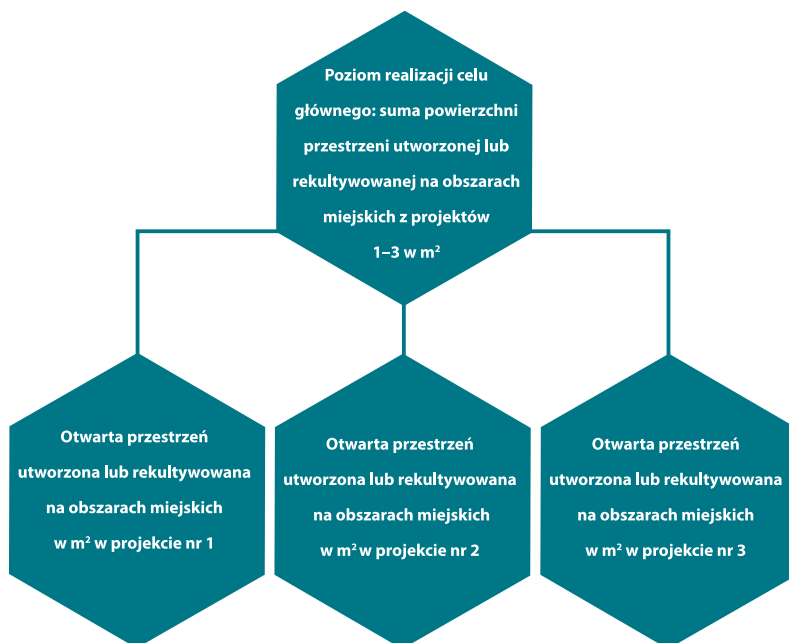 Poziom realizacji celu
głównego: suma powierzchni
przestrzeni utworzonej lub
rekultywowanej na obszarach
miejskich z projektów
1–3 w m²
Otwarta przestrzeń
utworzona lub rekultywowana
na obszarach miejskich
w m² w projekcie nr 1
Otwarta przestrzeń
utworzona lub rekultywowana
na obszarach miejskich
w m² w projekcie nr 2
Otwarta przestrzeń
utworzona lub rekultywowana
na obszarach miejskich
w m² w projekcie nr 3